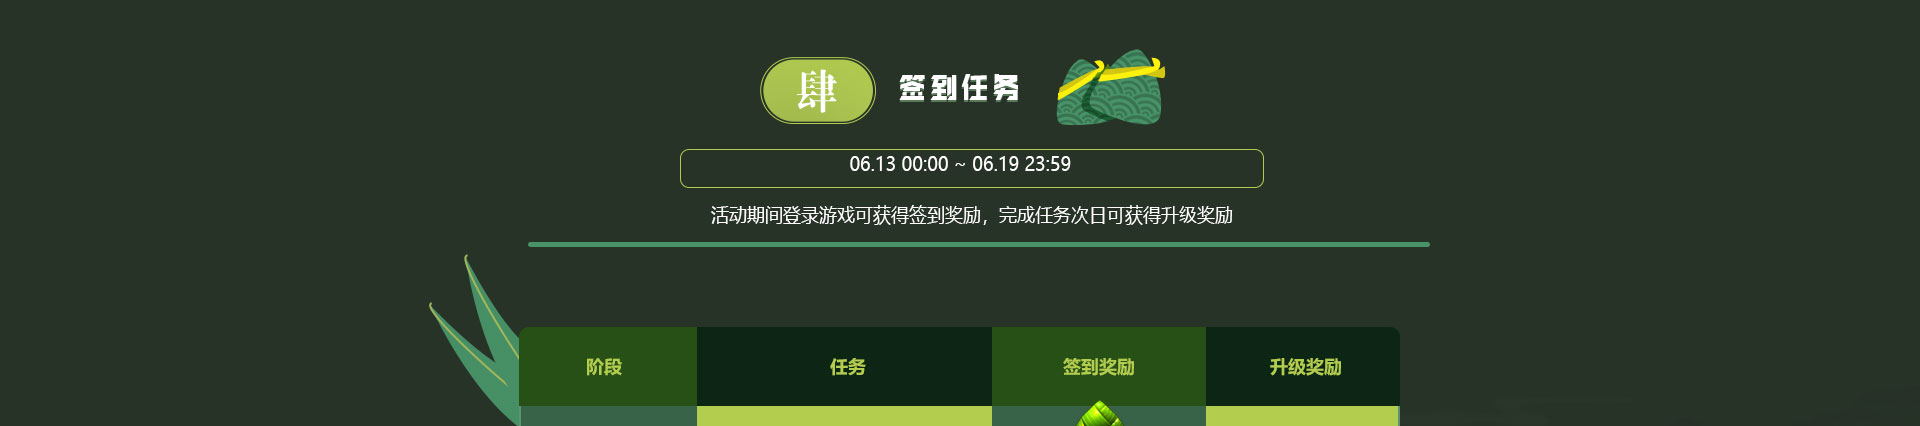 肆 签到任务
06.13 00:00 ~ 06.19 23:59
活动期间登录游戏可获得签到奖励，完成任务次日可获得升级奖励
阶段 任务 签到奖励 升级奖励